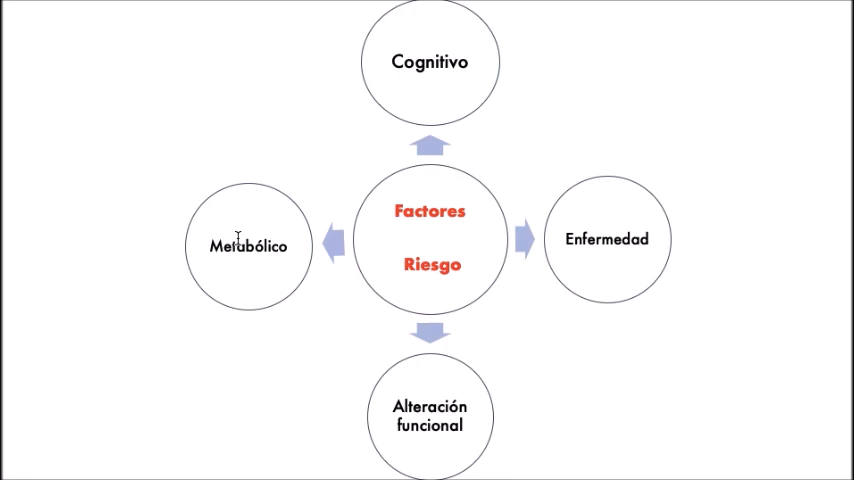 Cognitivo
Factores
Riesgo
Metabólico
Enfermedad
Alteración
funcional